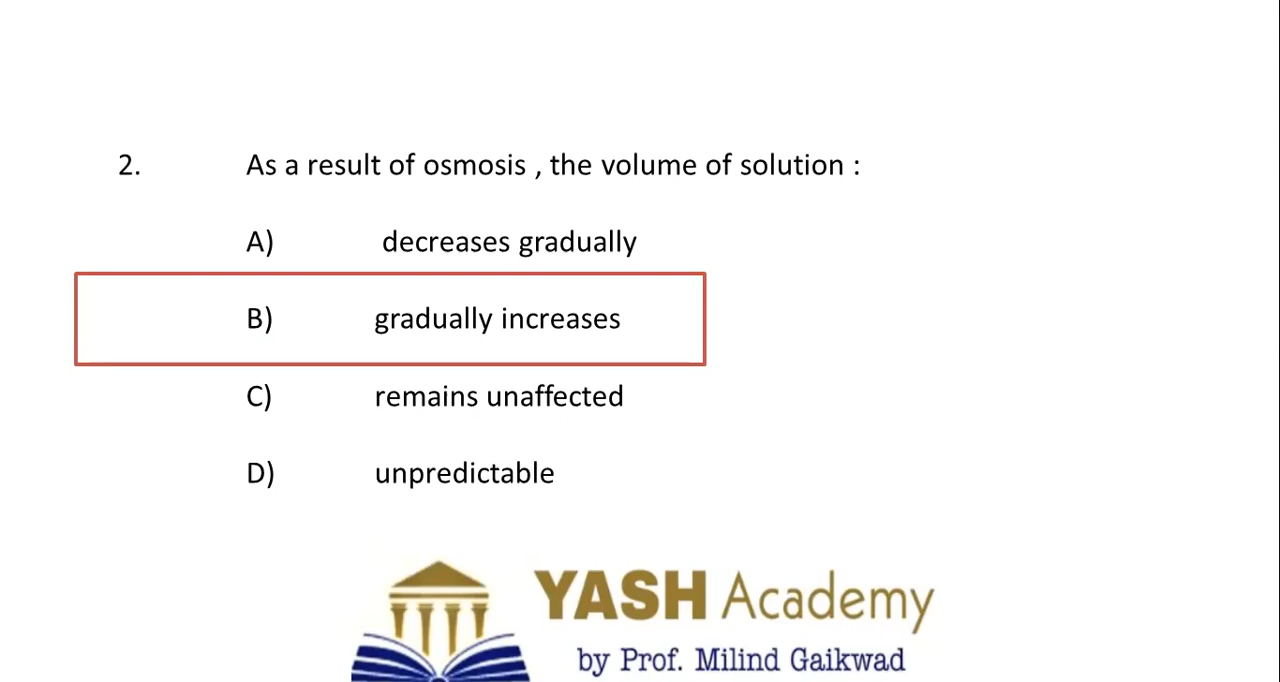 2. As a result of osmosis , the volume of solution :
A) decreases gradually
B) gradually increases
C) remains unaffected
D) unpredictable
YASH Academy
by Prof. Milind Gaikwad